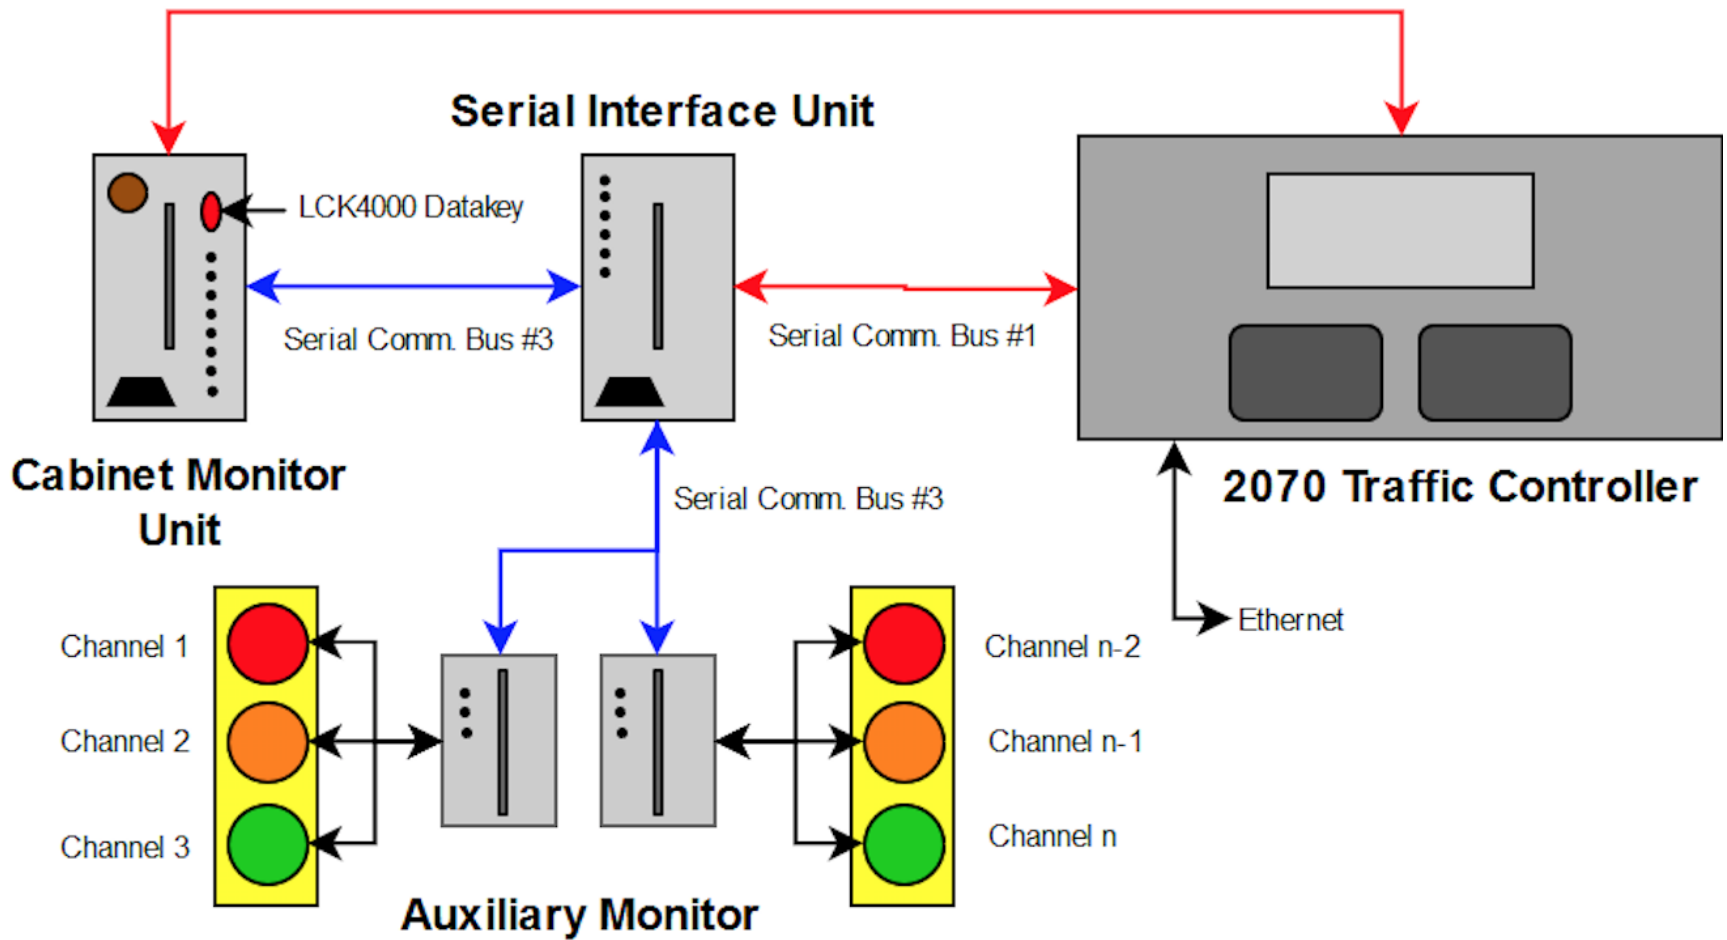 Serial Interface Unit
LCK4000 Datakey
Serial Comm. Bus #3
Serial Comm. Bus #1
Cabinet Monitor
Unit
2070 Traffic Controller
Serial Comm. Bus #3
Ethernet
Channel 1
Channel 2
Channel 3
Channel n-2
Channel n-1
Channel n
Auxiliary Monitor